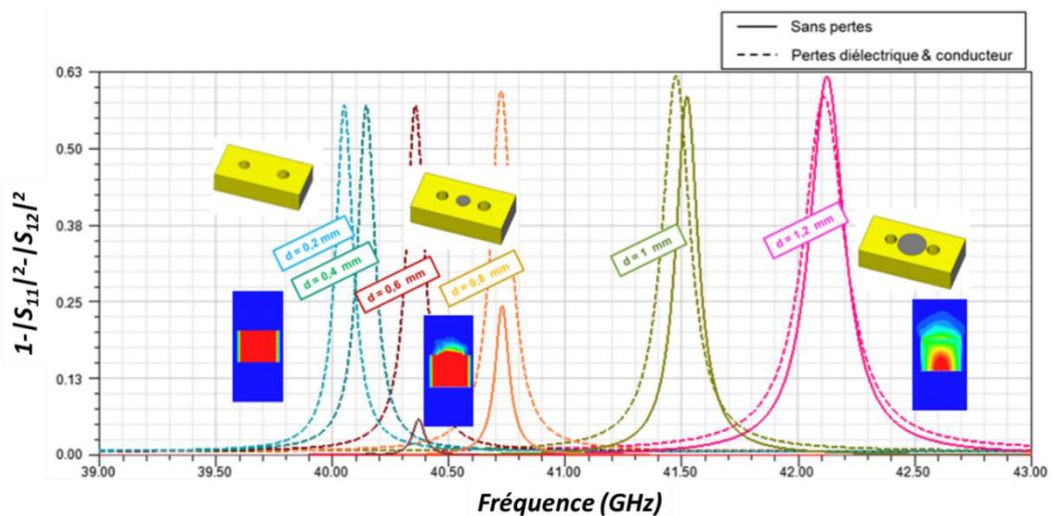 Sans pertes
Pertes diélectrique & conducteur
0.63
0.50
0.38
0.25
0.13
0.00
1-|S11|²-|S12|²
d = 0,2 mm
d = 0,4 mm
d = 0,6 mm
d = 0,8 mm
d = 1 mm
d = 1,2 mm
39.00 39.50 40.00 40.50 41.00 41.50 42.00 42.50 43.00
Fréquence (GHz)